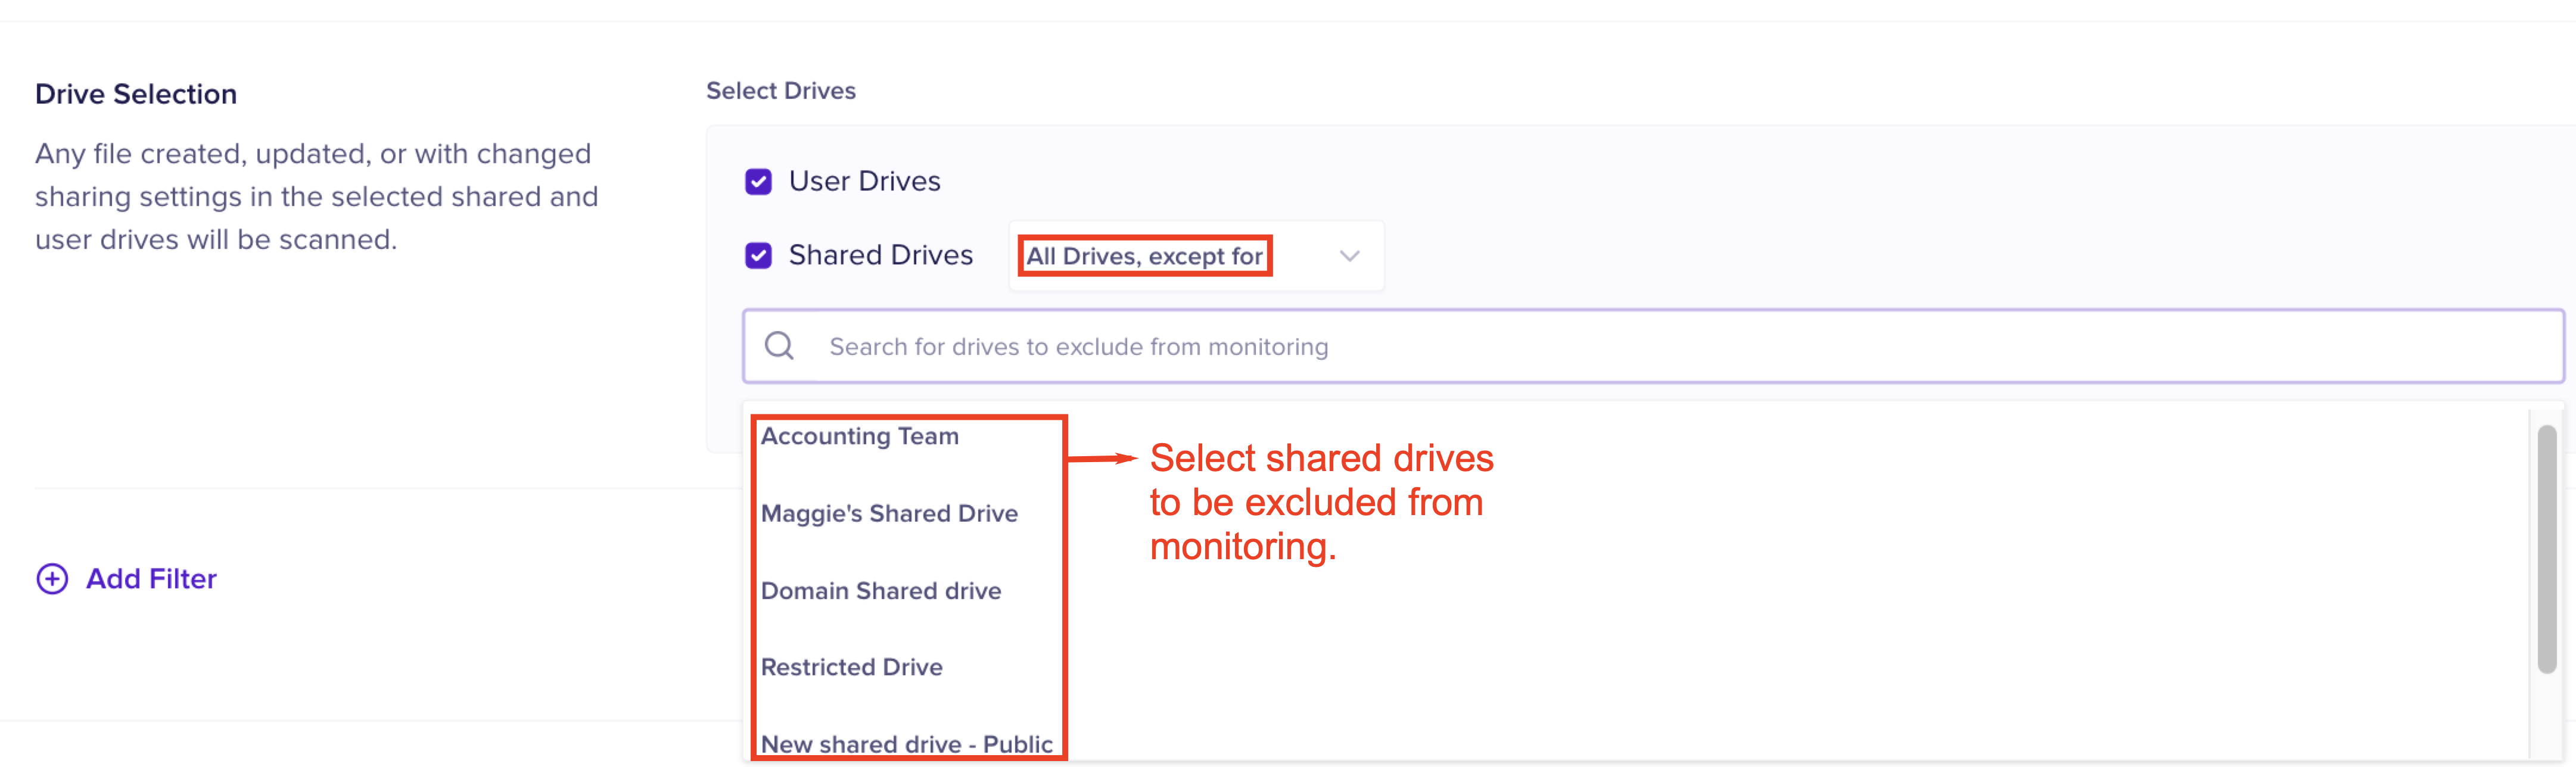 Drive Selection
Any file created, updated, or with changed
sharing settings in the selected shared and
user drives will be scanned.
Add Filter
Select Drives
User Drives
Shared Drives
All Drives, except for
Search for drives to exclude from monitoring
Accounting Team
Maggie's Shared Drive
Domain Shared drive
Restricted Drive
New shared drive - Public
Select shared drives
to be excluded from
monitoring.